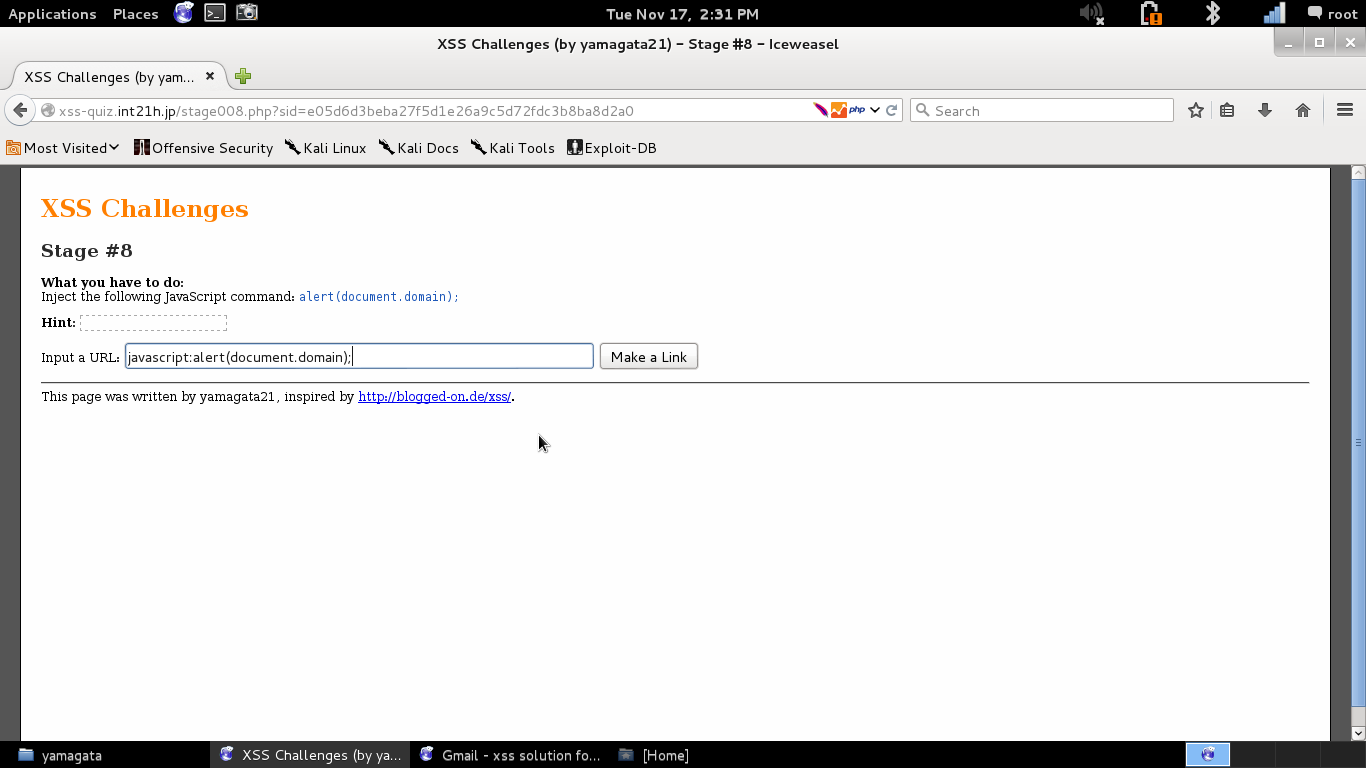 Applications Places Tue Nov 17, 2:31 PM root
XSS Challenges (by yamagata21) – Stage #8 – Iceweasel
XSS Challenges (by yam...
xss-quiz.int21h.jp/stage008.php?sid=e05d6d3beba27f5d1e26a9c5d72fdc3b8ba8d2a0 php Search
Most Visited Offensive Security Kali Linux Kali Docs Kali Tools Exploit-DB
XSS Challenges
Stage #8
What you have to do:
Inject the following JavaScript command: alert(document.domain);
Hint:
Input a URL: javascript:alert(document.domain); Make a Link
This page was written by yamagata21, inspired by http://blogged-on.de/xss/.
yamagata XSS Challenges (by ya... Gmail - xss solution fo... [Home]